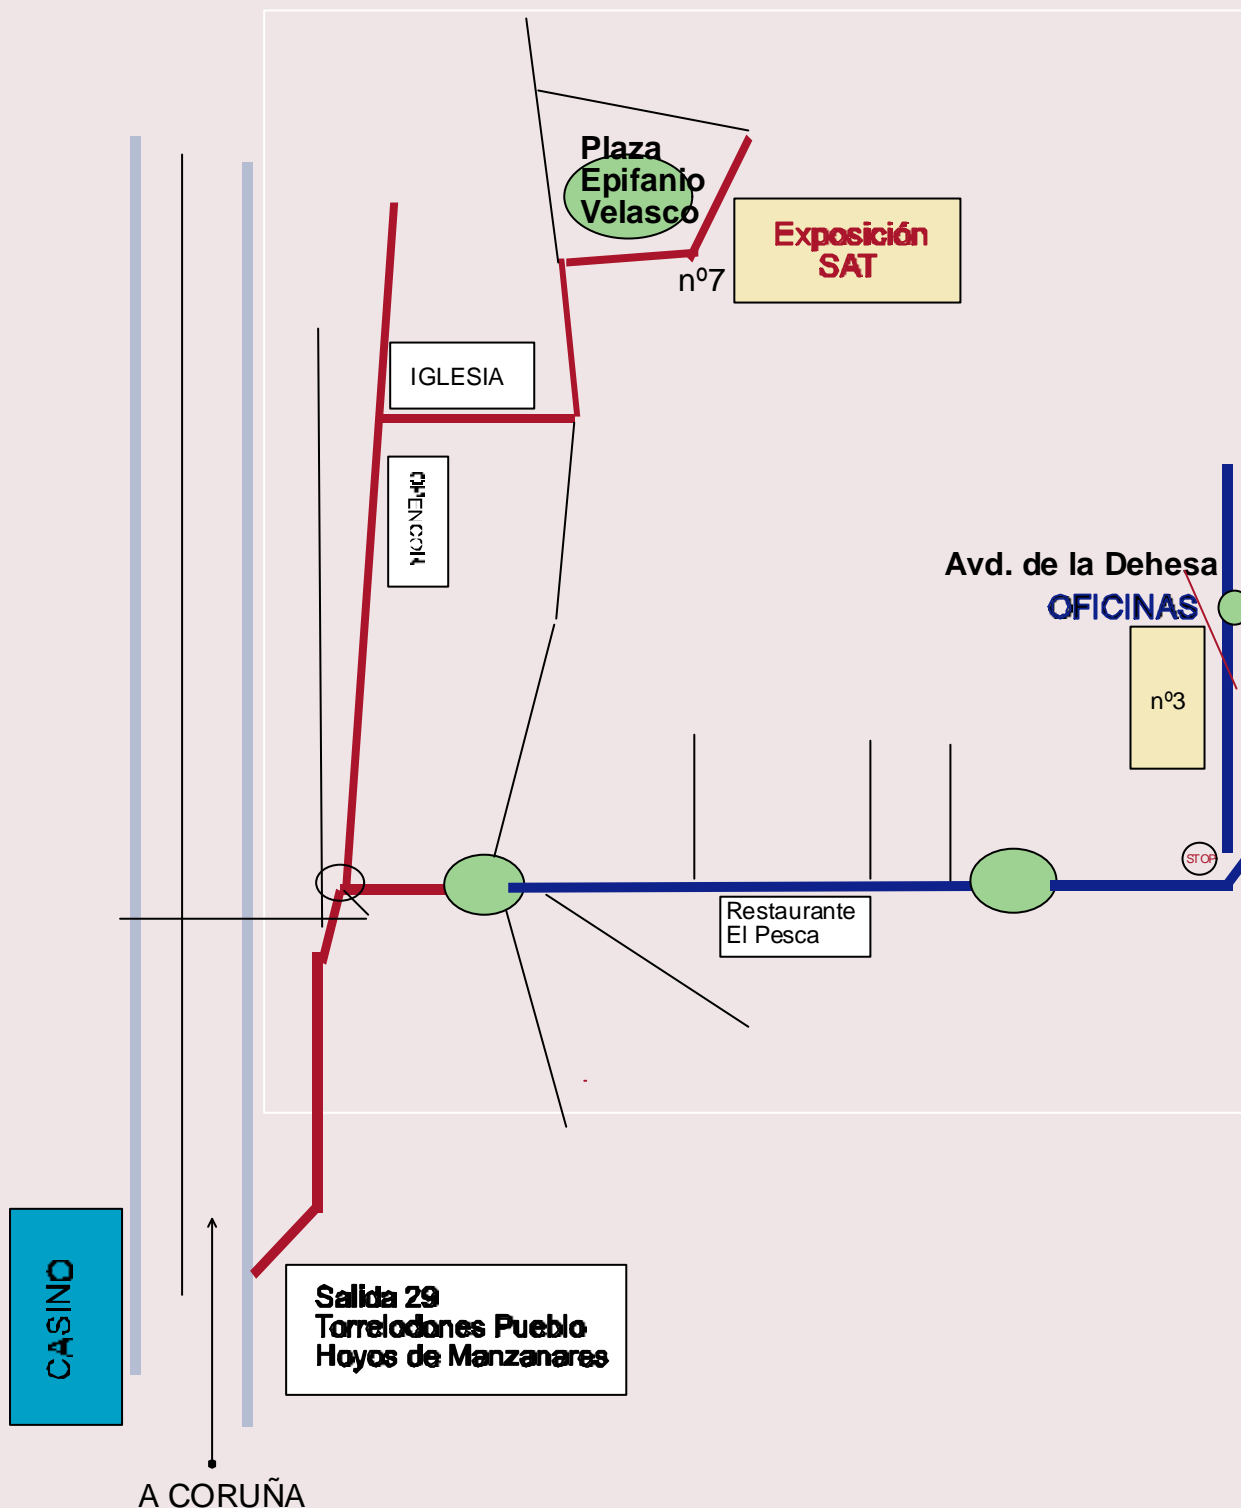 Plaza
Epifanio
Velasco
Exposición
SAT
nº7
IGLESIA
OPENCOR
Avd. de la Dehesa
OFICINAS
nº3
STOP
Restaurante
El Pesca
CASINO
Salida 29
Torrelodones Pueblo
Hoyos de Manzanares
A CORUÑA